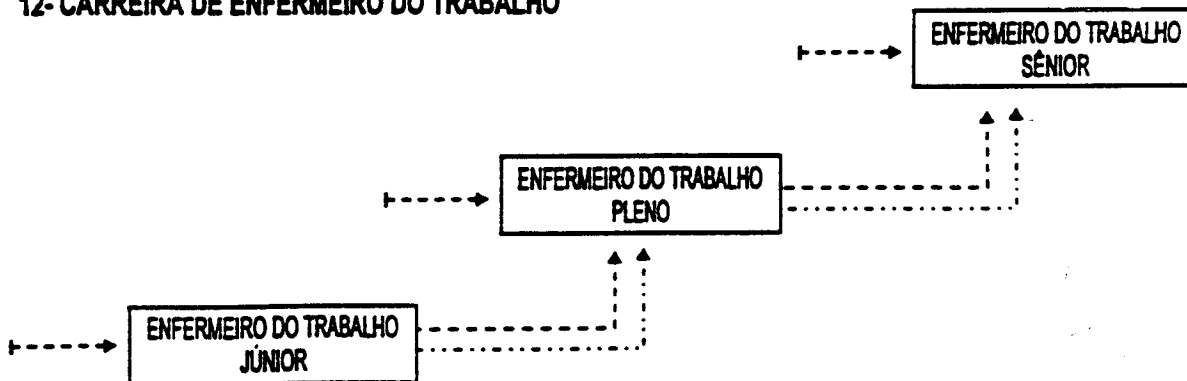 12- CARREIRA DE ENFERMEIRO DO TRABALHO
ENFERMEIRO DO TRABALHO
SÊNIOR
ENFERMEIRO DO TRABALHO
PLENO
ENFERMEIRO DO TRABALHO
JÚNIOR